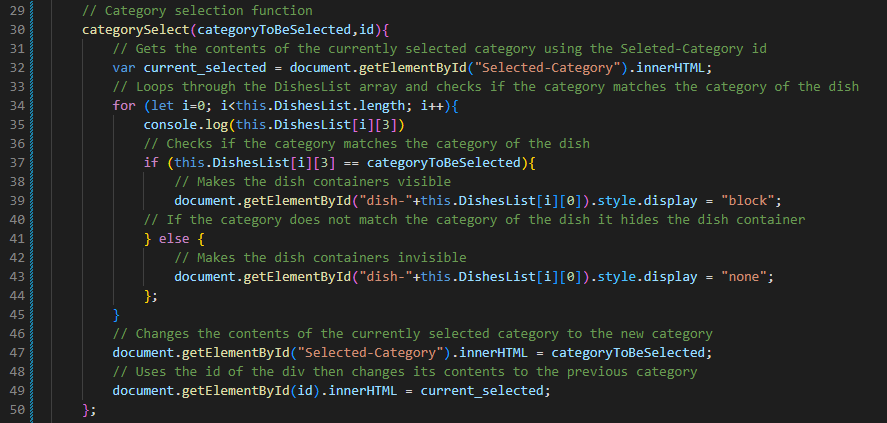 29 // Category selection function
30 categorySelect(categoryToBeSelected,id){
31 // Gets the contents of the currently selected category using the Seleted-Category id
32 var current_selected = document.getElementById("Selected-Category").innerHTML;
33 // Loops through the DishesList array and checks if the category matches the category of the dish
34 for (let i=0; i<this.DishesList.length; i++){
35 console.log(this.DishesList[i][3])
36 // Checks if the category matches the category of the dish
37 if (this.DishesList[i][3] == categoryToBeSelected){
38 // Makes the dish containers visible
39 document.getElementById("dish-"+this.DishesList[i][0]).style.display = "block";
40 // If the category does not match the category of the dish it hides the dish container
41 } else {
42 // Makes the dish containers invisible
43 document.getElementById("dish-"+this.DishesList[i][0]).style.display = "none";
44 };
45 }
46 // Changes the contents of the currently selected category to the new category
47 document.getElementById("Selected-Category").innerHTML = categoryToBeSelected;
48 // Uses the id of the div then changes its contents to the previous category
49 document.getElementById(id).innerHTML = current_selected;
50 };